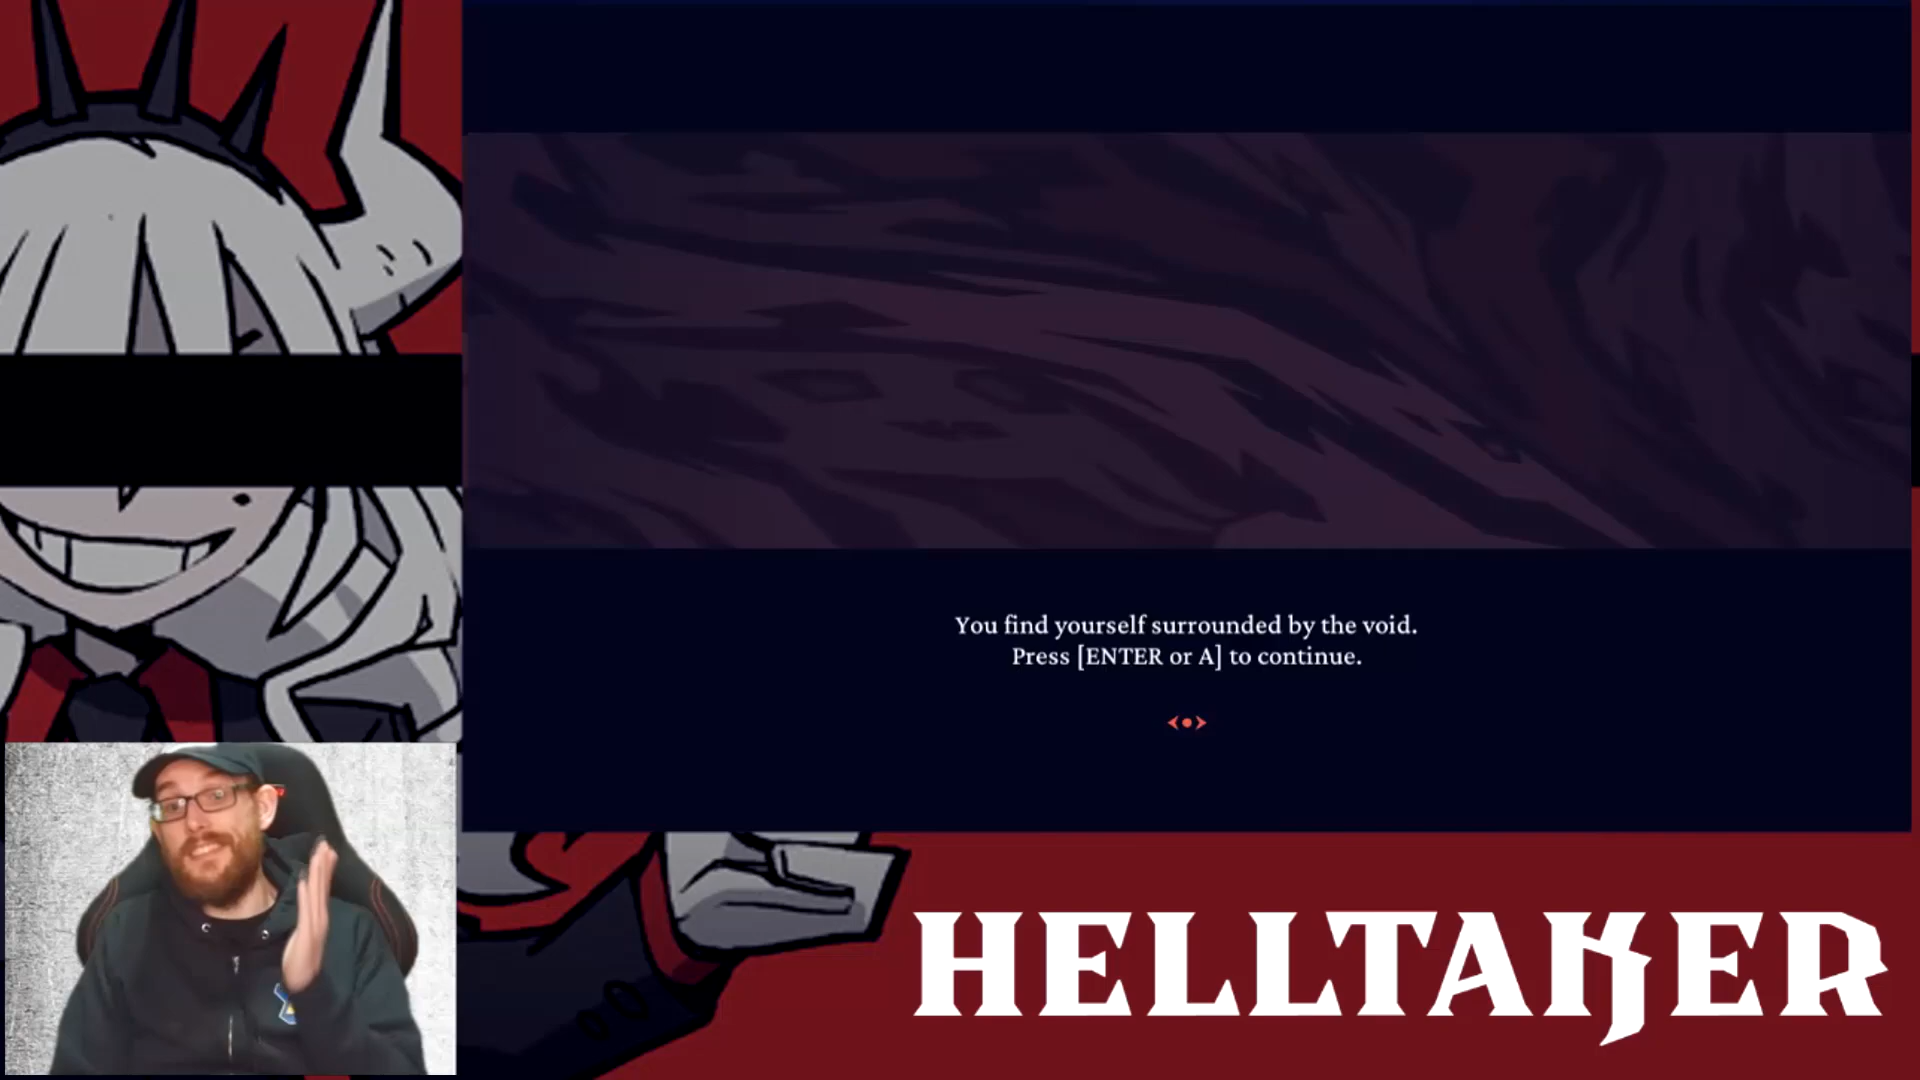 You find yourself surrounded by the void.
Press [ENTER or A] to continue.
HELLTAKER